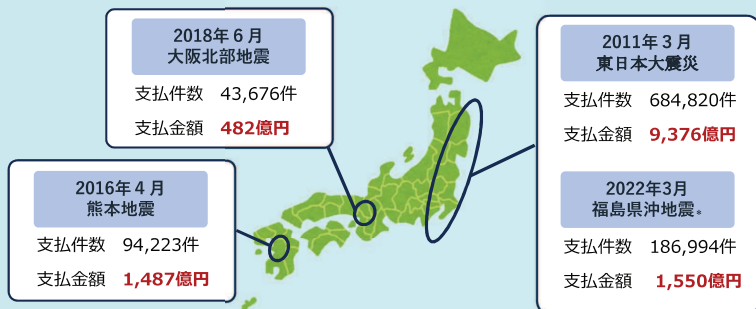 2018年6月
大阪北部地震
支払件数 43,676件
支払金額 482億円
2016年4月
熊本地震
支払件数 94,223件
支払金額 1,487億円
2011年3月
東日本大震災
支払件数 684,820件
支払金額 9,376億円
2022年3月
福島県沖地震※
支払件数 186,994件
支払金額 1,550億円